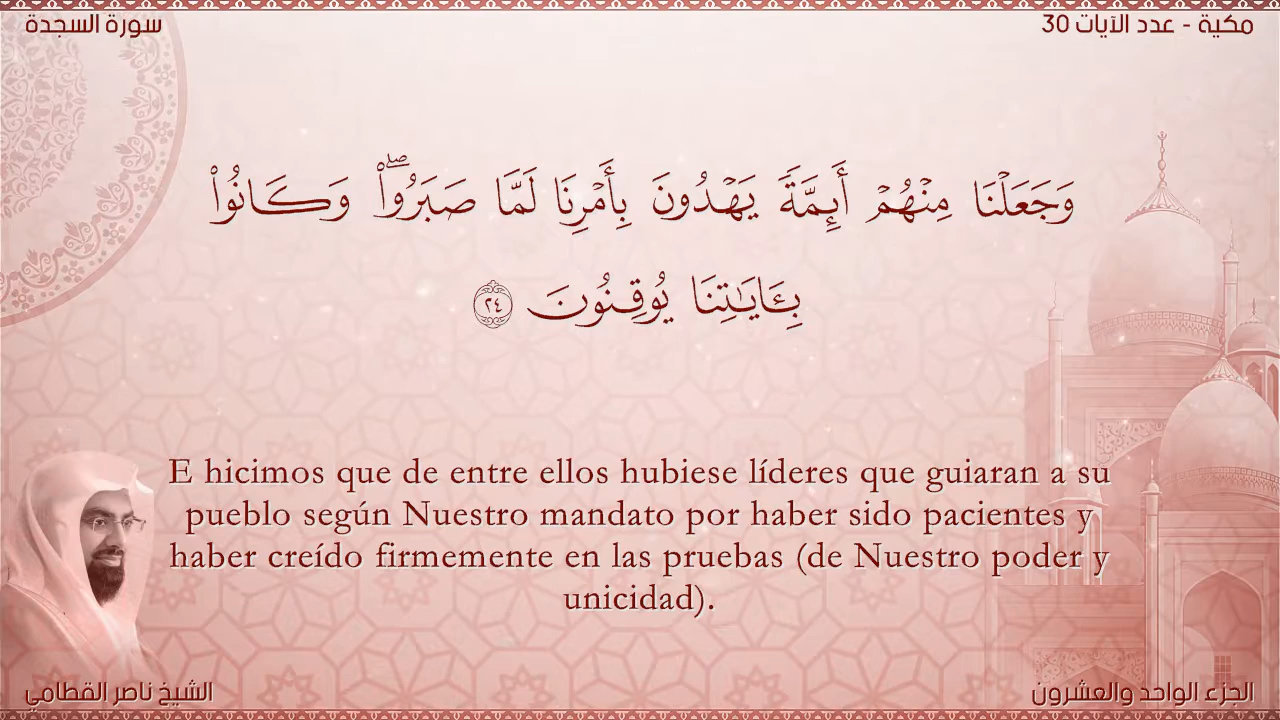 سورة السجدة
مكية - عدد الآيات 30
وَجَعَلْنَا مِنْهُمْ أَئِمَّةً يَهْدُونَ بِأَمْرِنَا لَمَّا صَبَرُوا۟ ۖ وَكَانُوا۟
بِـَٔايَـٰتِنَا يُوقِنُونَ ٢٤
E hicimos que de entre ellos hubiese líderes que guiaran a su
pueblo según Nuestro mandato por haber sido pacientes y
haber creído firmemente en las pruebas (de Nuestro poder y
unicidad).
الشيخ ناصر القطامي
الجزء الواحد والعشرون